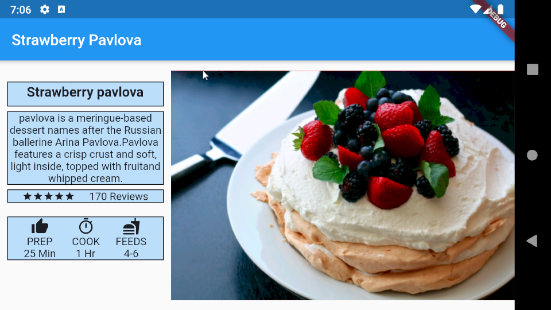 7:06
DEBUG
Strawberry Pavlova
Strawberry pavlova
pavlova is a meringue-based
dessert names after the Russian
ballerine Arina Pavlova.Pavlova
features a crisp crust and soft,
light inside, topped with fruitand
whipped cream.
170 Reviews
PREP COOK FEEDS
25 Min 1 Hr 4-6